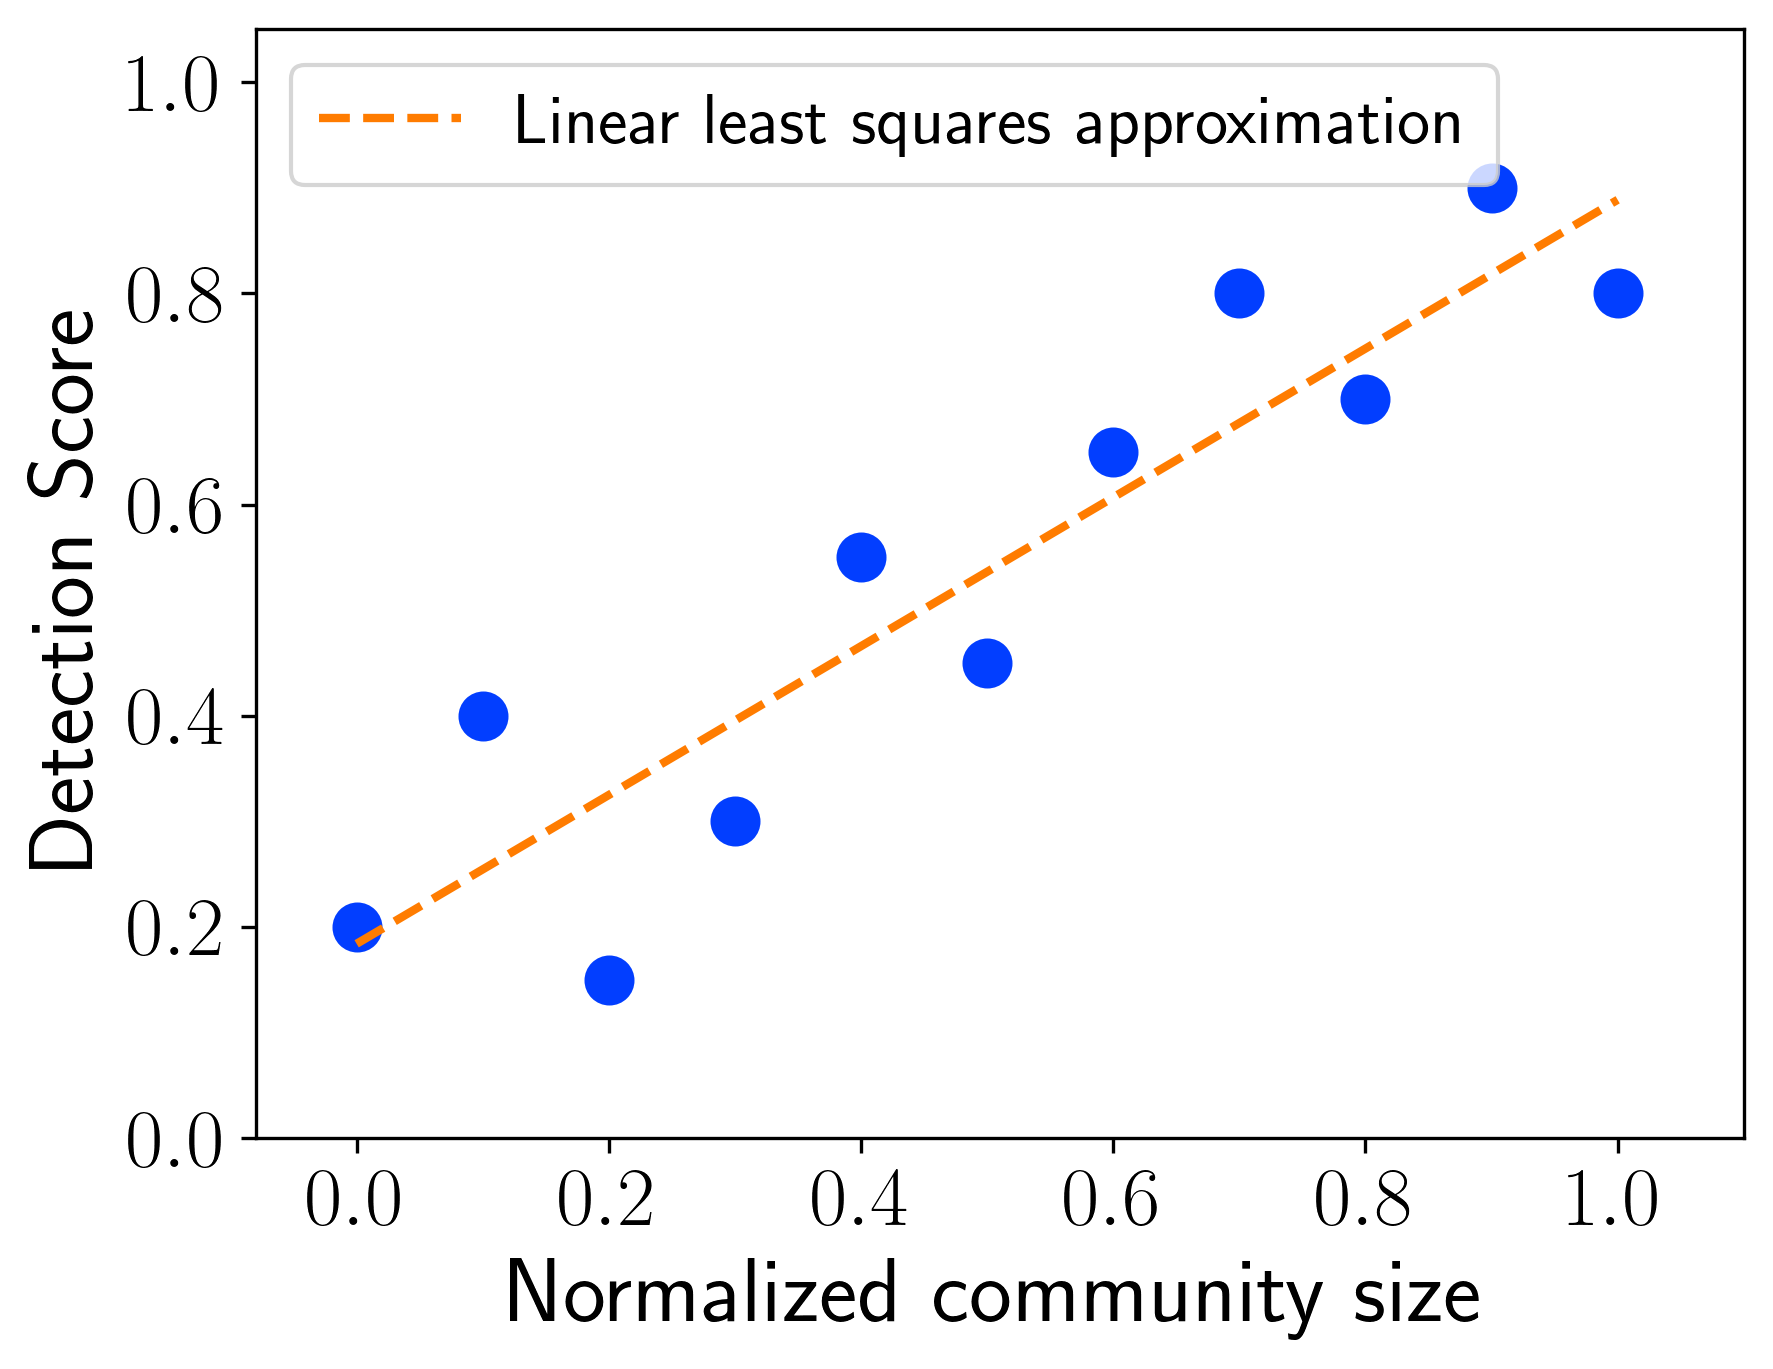 Linear least squares approximation
1.0
0.8
0.6
0.4
0.2
0.0
Detection Score
0.0 0.2 0.4 0.6 0.8 1.0
Normalized community size